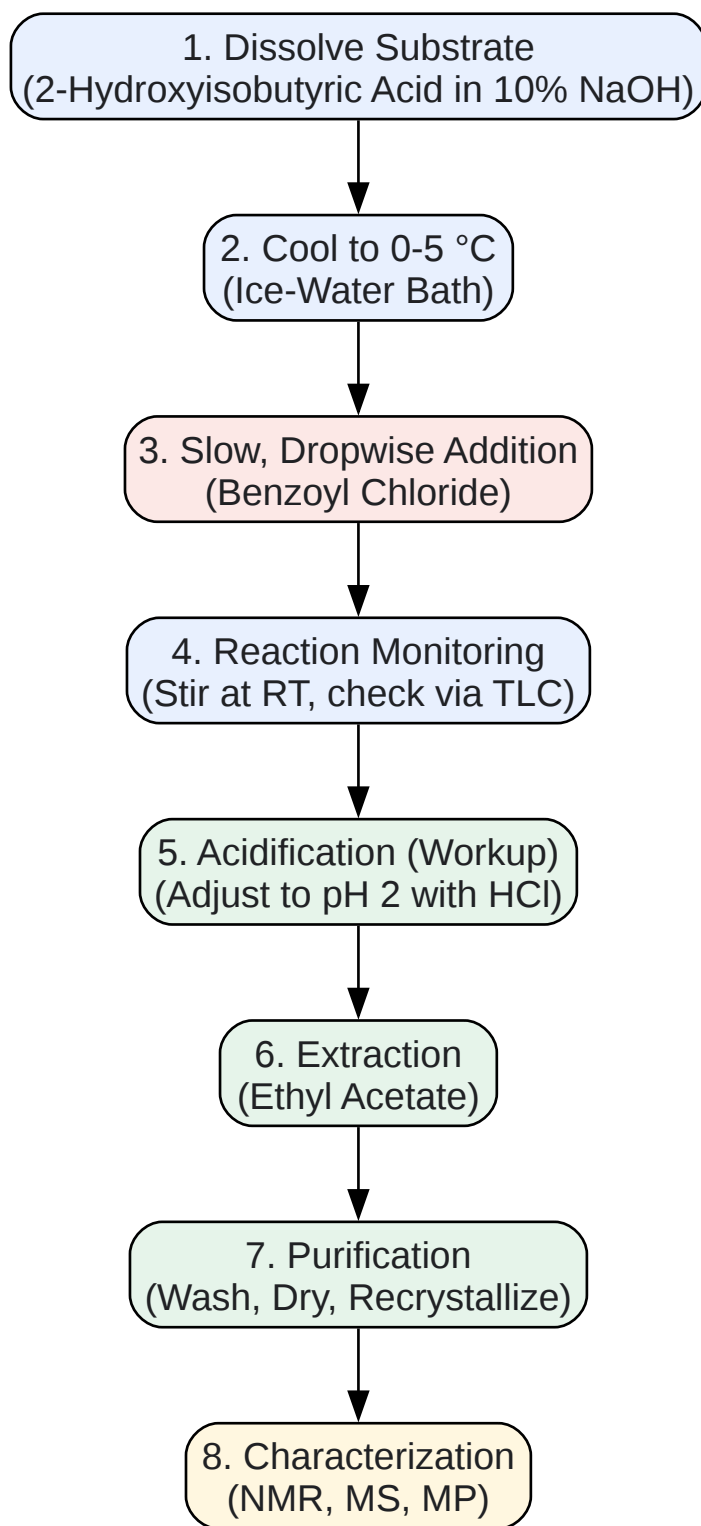 1. Dissolve Substrate
(2-Hydroxyisobutyric Acid in 10% NaOH)
2. Cool to 0-5 °C
(Ice-Water Bath)
3. Slow, Dropwise Addition
(Benzoyl Chloride)
4. Reaction Monitoring
(Stir at RT, check via TLC)
5. Acidification (Workup)
(Adjust to pH 2 with HCl)
6. Extraction
(Ethyl Acetate)
7. Purification
(Wash, Dry, Recrystallize)
8. Characterization
(NMR, MS, MP)